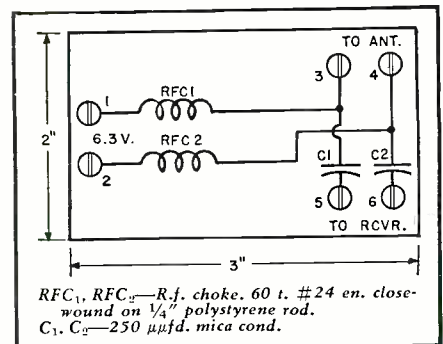 TO ANT.
3 4
RFC1
1
6.3 V.
RFC 2
2
2"
C1 C2
5 6
TO RCVR.
3"
RFC₁, RFC₂—R.f. choke. 60 t. #24 en. close-
wound on ¼" polystyrene rod.
C₁, C₂—250 μμfd. mica cond.